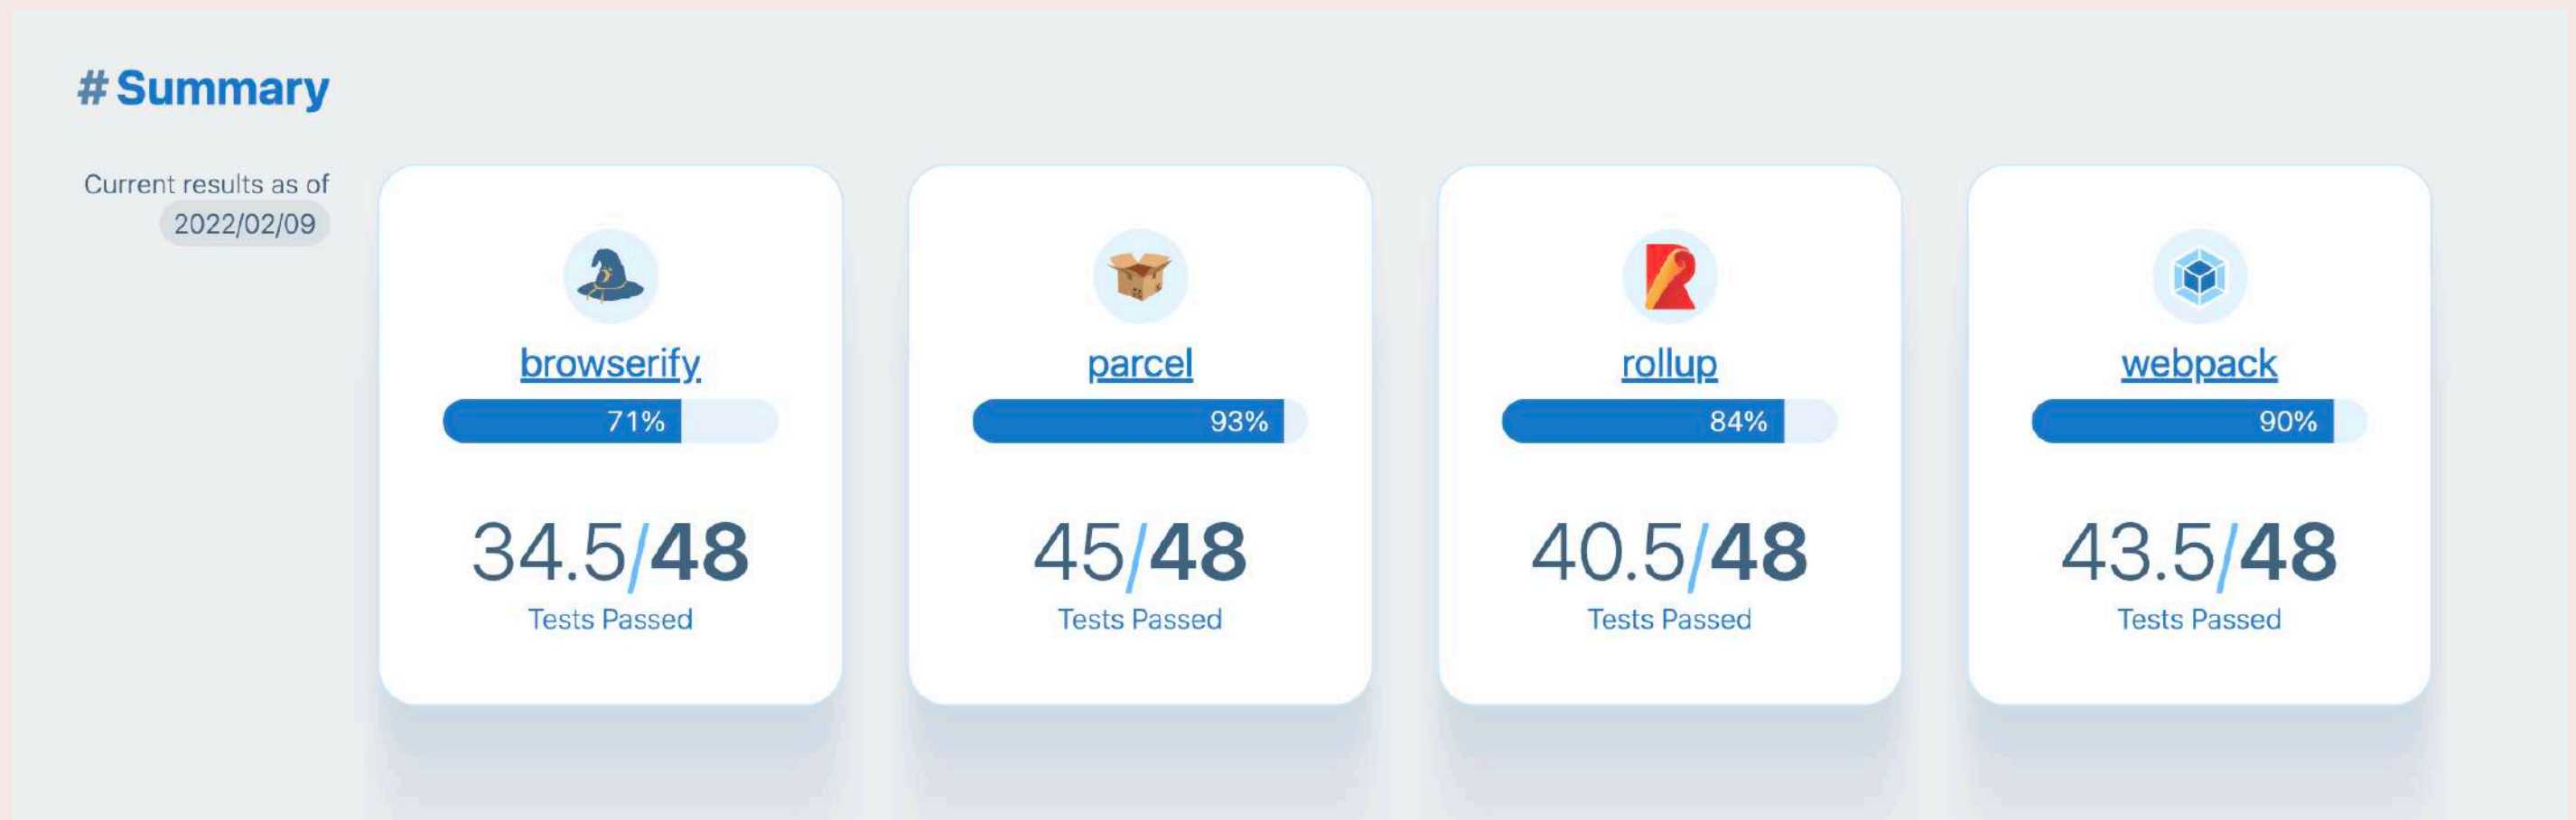 # Summary
Current results as of
2022/02/09
browserify
71%
34.5/48
Tests Passed
parcel
93%
45/48
Tests Passed
rollup
84%
40.5/48
Tests Passed
webpack
90%
43.5/48
Tests Passed